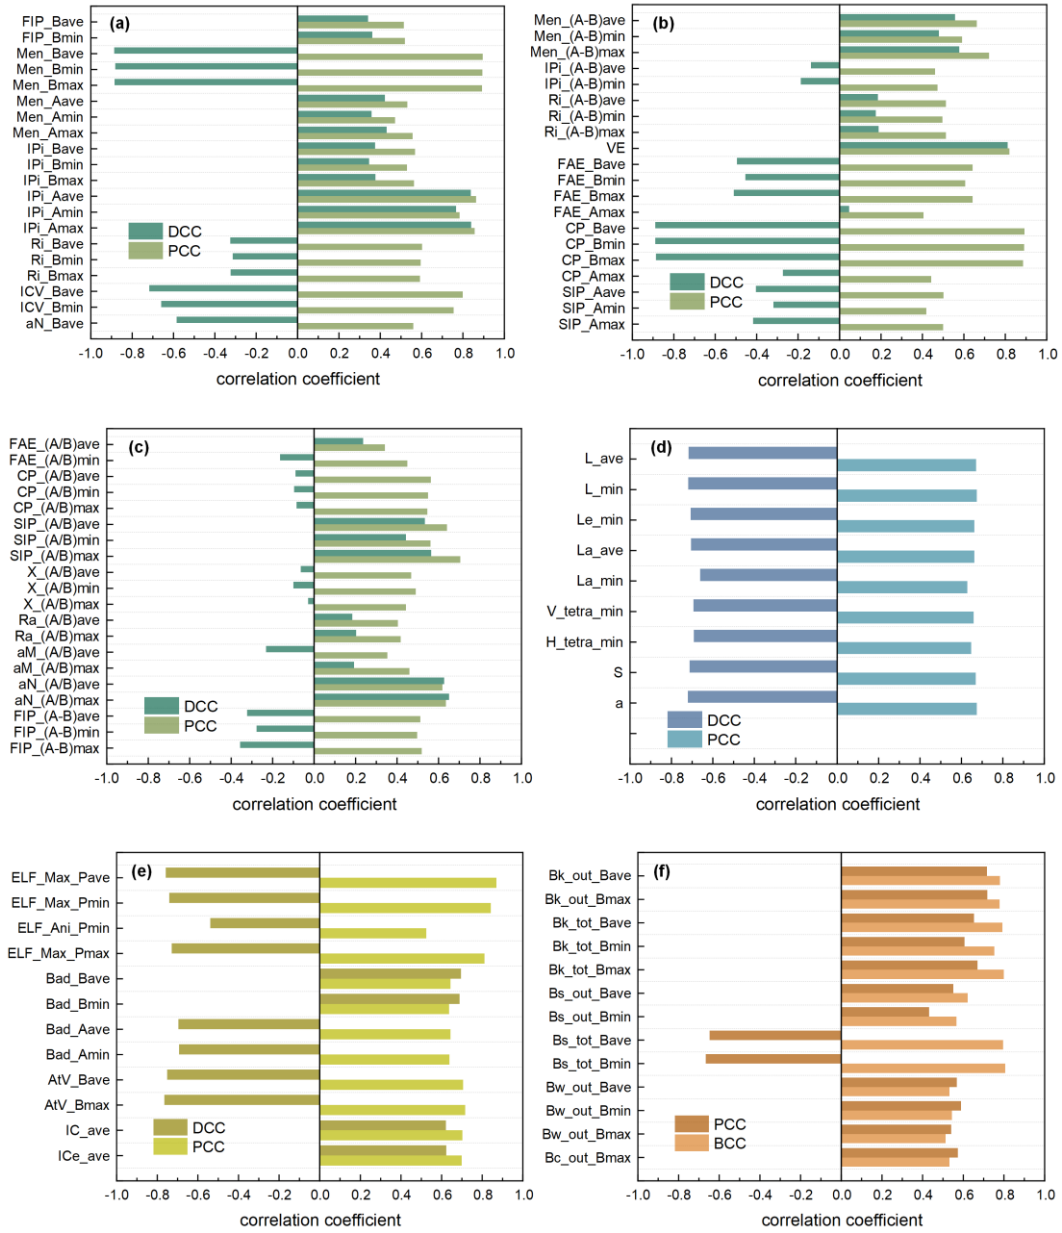 (a)
FIP_Bave
FIP_Bmin
Men_Bave
Men_Bmin
Men_Bmax
Men_Aave
Men_Amin
Men_Amax
IPi_Bave
IPi_Bmin
IPi_Bmax
IPi_Aave
IPi_Amin
IPi_Amax
Ri_Bave
Ri_Bmin
Ri_Bmax
ICV_Bave
ICV_Bmin
aN_Bave
DCC
PCC
-1.0 -0.8 -0.6 -0.4 -0.2 0.0 0.2 0.4 0.6 0.8 1.0
correlation coefficient
(b)
Men_(A-B)ave
Men_(A-B)min
Men_(A-B)max
IPi_(A-B)ave
IPi_(A-B)min
Ri_(A-B)ave
Ri_(A-B)min
Ri_(A-B)max
VE
FAE_Bave
FAE_Bmin
FAE_Bmax
FAE_Amax
CP_Bave
CP_Bmin
CP_Bmax
CP_Amax
SIP_Aave
SIP_Amin
SIP_Amax
DCC
PCC
-1.0 -0.8 -0.6 -0.4 -0.2 0.0 0.2 0.4 0.6 0.8 1.0
correlation coefficient
(c)
FAE_(A/B)ave
FAE_(A/B)min
CP_(A/B)ave
CP_(A/B)min
CP_(A/B)max
SIP_(A/B)ave
SIP_(A/B)min
SIP_(A/B)max
X_(A/B)ave
X_(A/B)min
X_(A/B)max
Ra_(A/B)ave
Ra_(A/B)max
aM_(A/B)ave
aM_(A/B)max
aN_(A/B)ave
aN_(A/B)max
FIP_(A-B)ave
FIP_(A-B)min
FIP_(A-B)max
DCC
PCC
-1.0 -0.8 -0.6 -0.4 -0.2 0.0 0.2 0.4 0.6 0.8 1.0
correlation coefficient
(d)
L_ave
L_min
Le_min
La_ave
La_min
V_tetra_min
H_tetra_min
S
a
DCC
PCC
-1.0 -0.8 -0.6 -0.4 -0.2 0.0 0.2 0.4 0.6 0.8 1.0
correlation coefficient
(e)
ELF_Max_Pave
ELF_Max_Pmin
ELF_Ani_Pmin
ELF_Max_Pmax
Bad_Bave
Bad_Bmin
Bad_Aave
Bad_Amin
AtV_Bave
AtV_Bmax
IC_ave
ICe_ave
DCC
PCC
-1.0 -0.8 -0.6 -0.4 -0.2 0.0 0.2 0.4 0.6 0.8 1.0
correlation coefficient
(f)
Bk_out_Bave
Bk_out_Bmax
Bk_tot_Bave
Bk_tot_Bmin
Bk_tot_Bmax
Bs_out_Bave
Bs_out_Bmin
Bs_tot_Bave
Bs_tot_Bmin
Bw_out_Bave
Bw_out_Bmin
Bw_out_Bmax
Bc_out_Bmax
PCC
BCC
-1.0 -0.8 -0.6 -0.4 -0.2 0.0 0.2 0.4 0.6 0.8 1.0
correlation coefficient